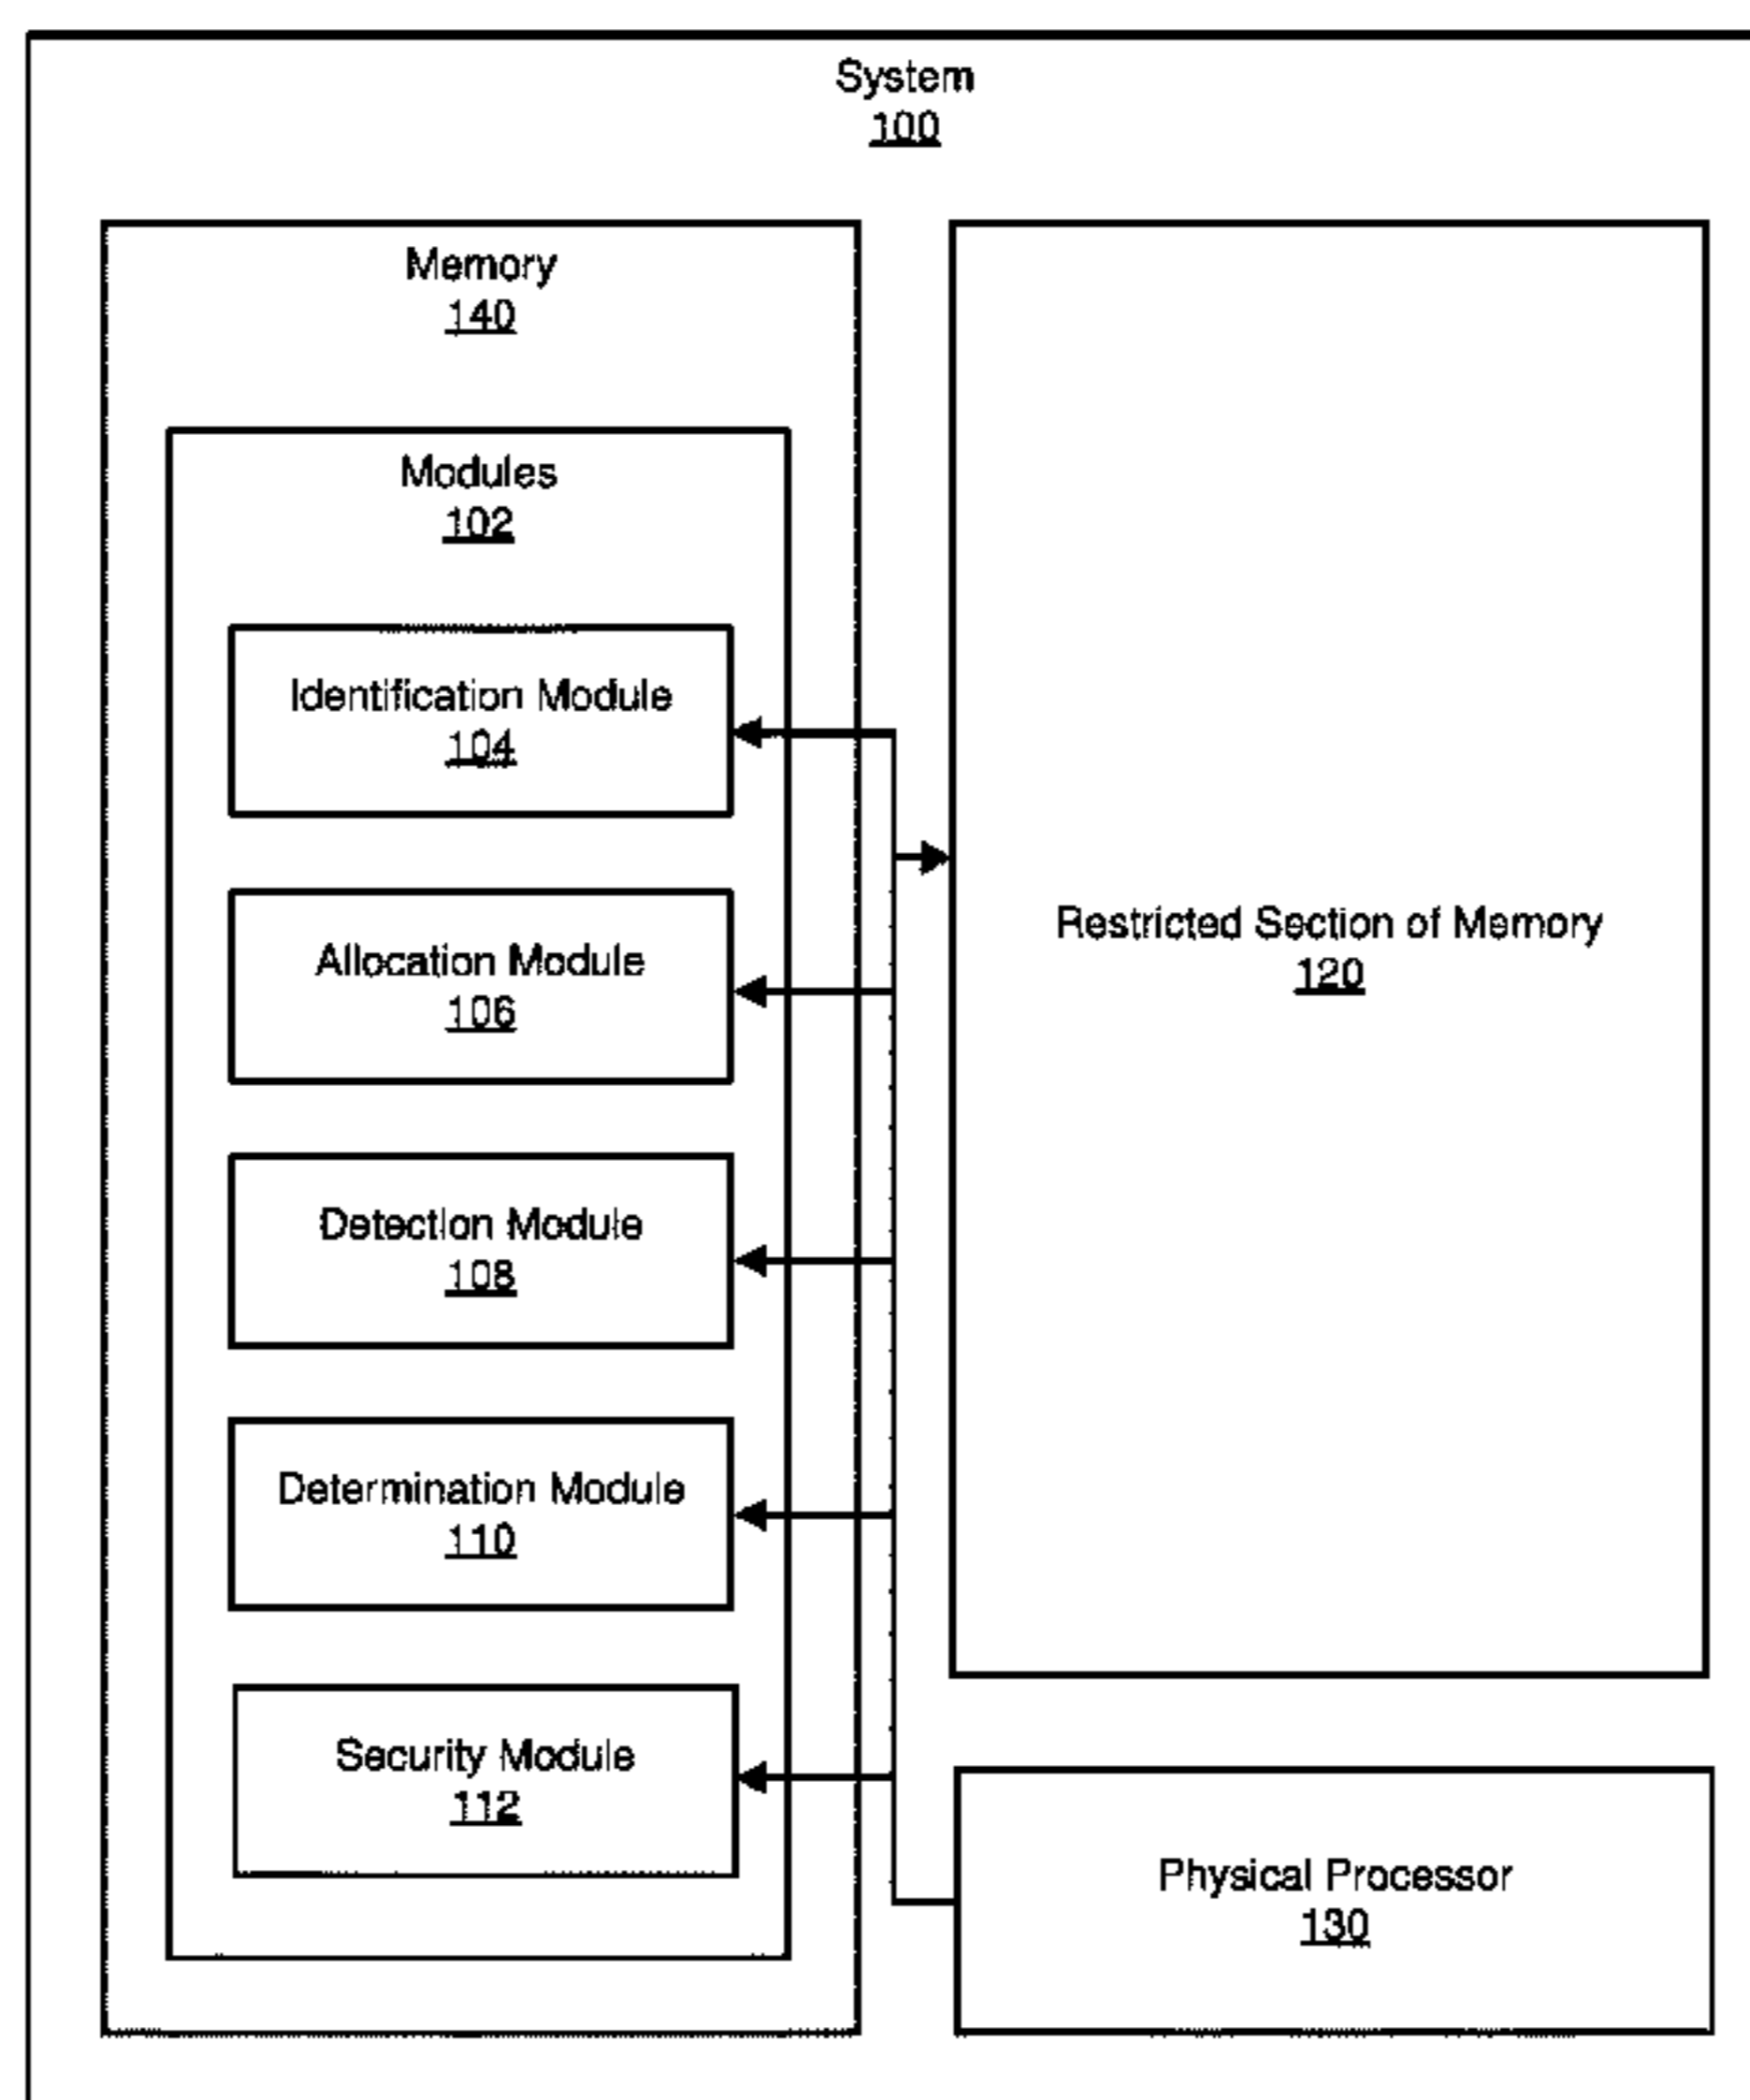 System
100
Memory
140
Modules
102
Identification Module
104
Allocation Module
106
Detection Module
108
Determination Module
110
Security Module
112
Restricted Section of Memory
120
Physical Processor
130